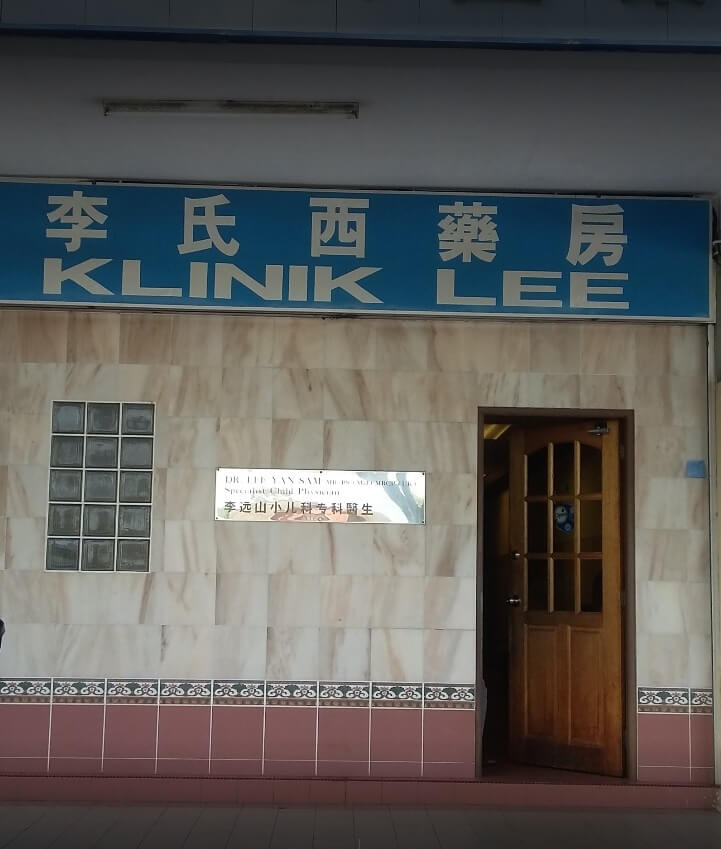 李氏西藥房
KLINIK LEE
DR. LEE YAN SAM
Specialist Child Physician
李远山小儿科专科醫生